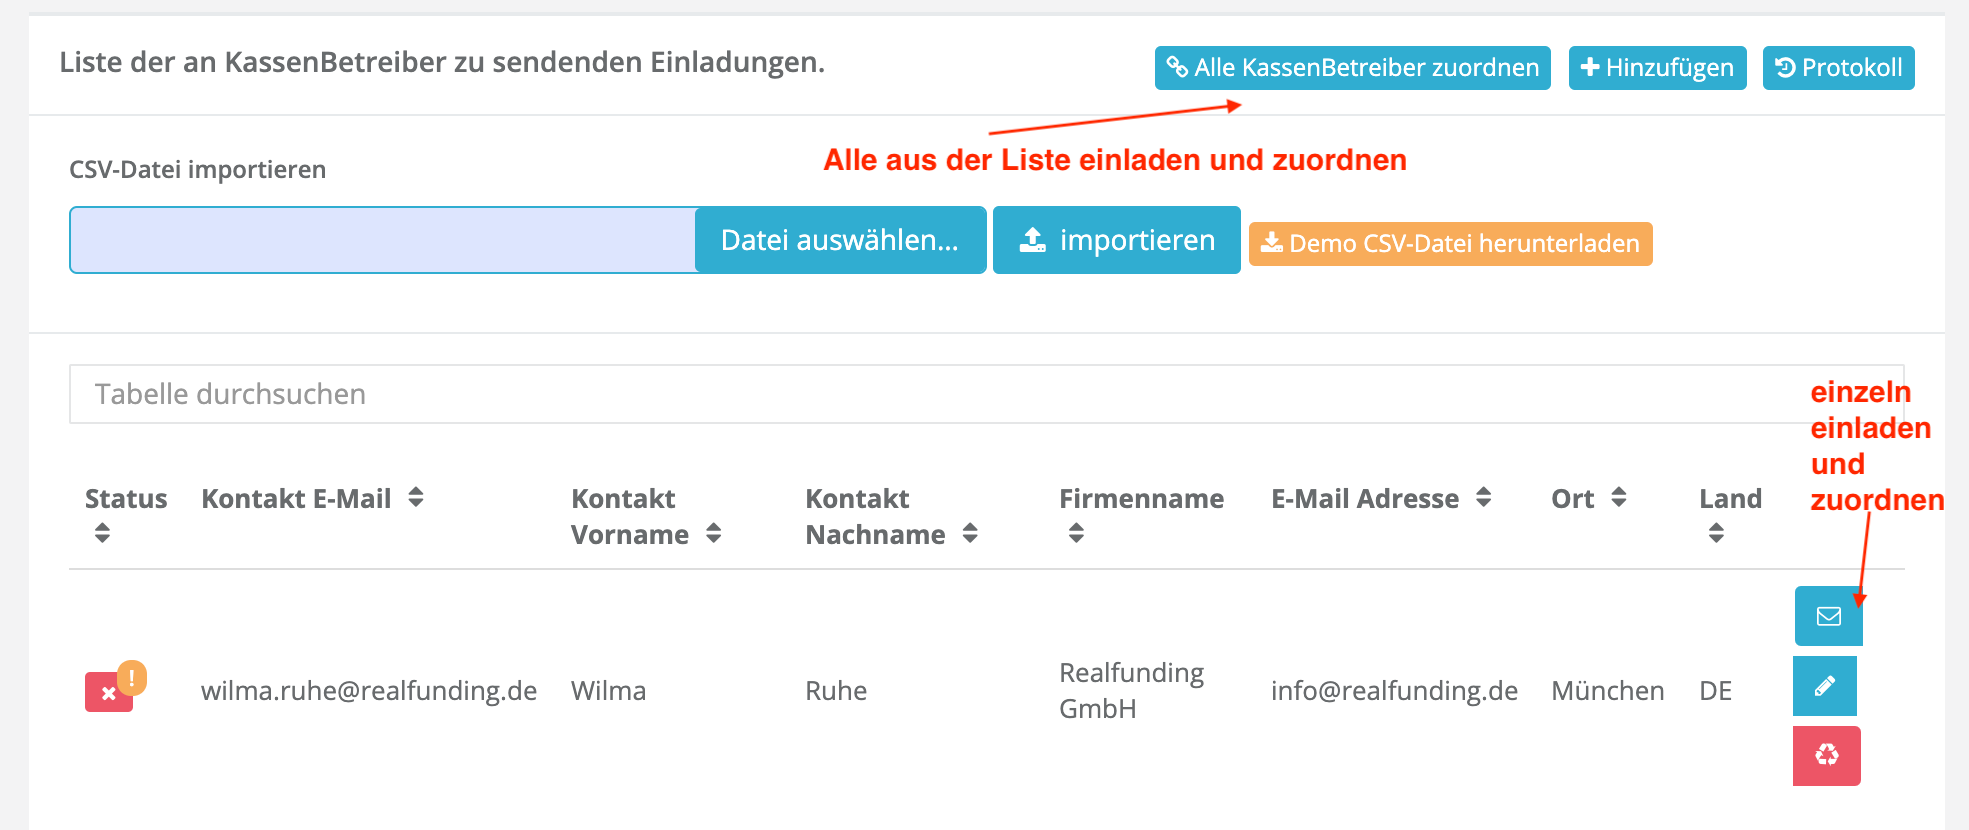 Liste der an KassenBetreiber zu sendenden Einladungen.
Alle KassenBetreiber zuordnen
Hinzufügen
Protokoll
Alle aus der Liste einladen und zuordnen
CSV-Datei importieren
Datei auswählen...
importieren
Demo CSV-Datei herunterladen
Tabelle durchsuchen
einzeln
einladen
und
zuordnen
Status
Kontakt E-Mail
Kontakt
Vorname
Kontakt
Nachname
Firmenname
E-Mail Adresse
Ort
Land
!
wilma.ruhe@realfunding.de
Wilma
Ruhe
Realfunding
GmbH
info@realfunding.de
München
DE